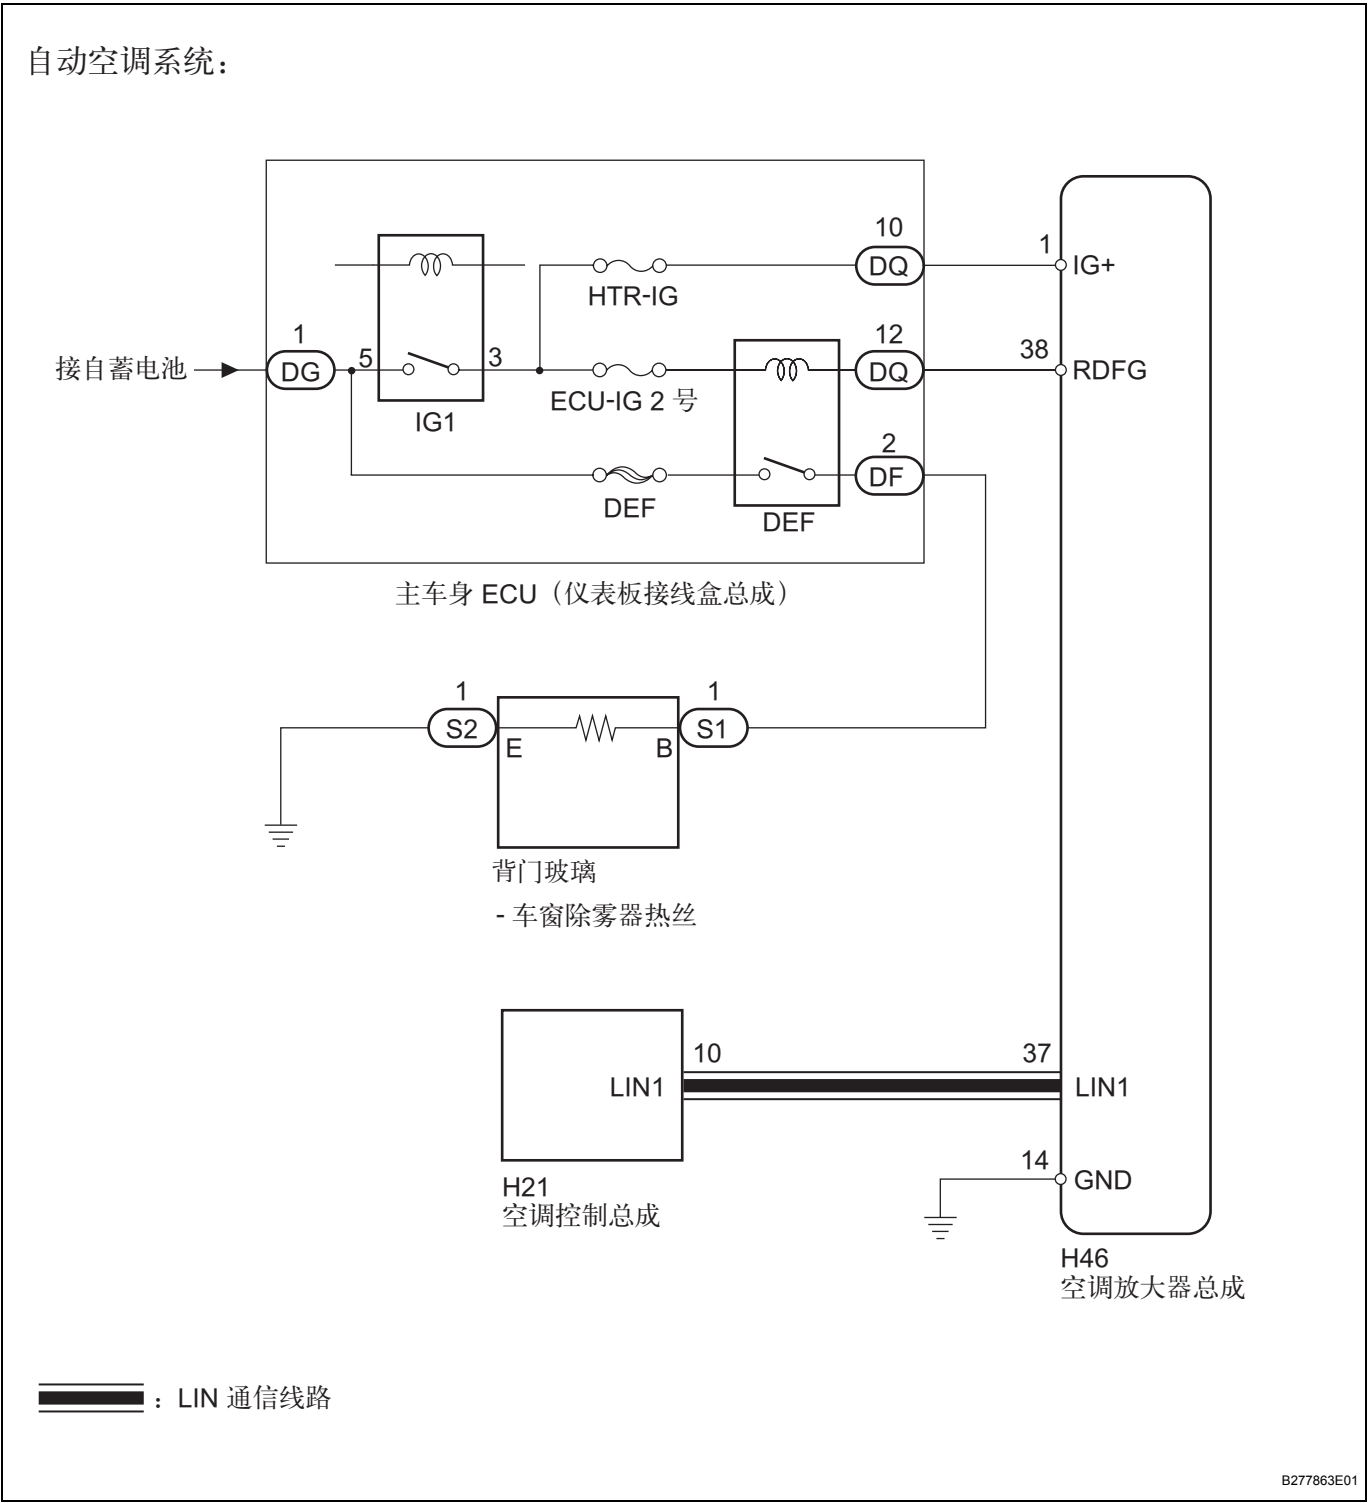 自动空调系统：
10
DQ
1
IG+
HTR-IG
接自蓄电池
1
DG
5
3
IG1
ECU-IG 2 号
12
DQ
38
RDFG
DEF
DEF
2
DF
主车身 ECU（仪表板接线盒总成）
1
S2
E
B
1
S1
背门玻璃
- 车窗除雾器热丝
LIN1
10
37
LIN1
H21
空调控制总成
14
GND
H46
空调放大器总成
：LIN 通信线路
B277863E01